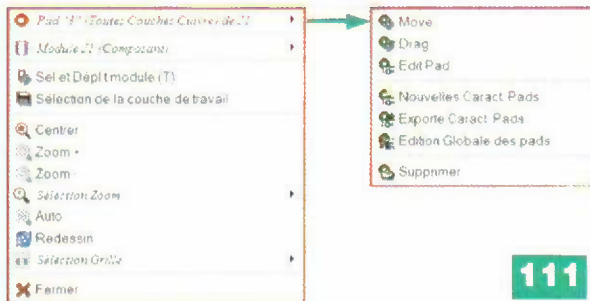 Pad "4" (Toutes Couches Cuivre) de J1
Module J1 (Composant)
Sel et Dépl t module (T)
Sélection de la couche de travail
Centrer
Zoom +
Zoom -
Sélection Zoom
Auto
Redessin
Sélection Grille
Fermer
Move
Drag
Edit Pad
Nouvelles Caract Pads
Exporte Caract Pads
Edition Globale des pads
Supprimer
111